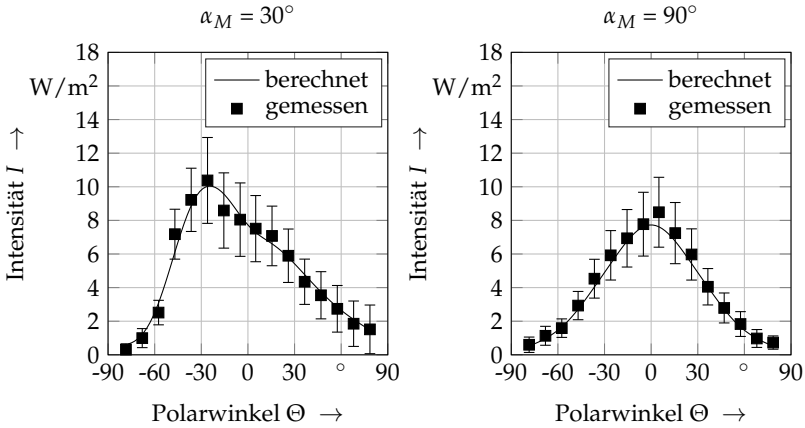 α_M = 30°
18
W/m²
14
12
10
8
6
4
2
0
Intensität I →
berechnet
gemessen
-90 -60 -30 0 30 ° 90
Polarwinkel Θ →
α_M = 90°
18
W/m²
14
12
10
8
6
4
2
0
Intensität I →
berechnet
gemessen
-90 -60 -30 0 30 ° 90
Polarwinkel Θ →